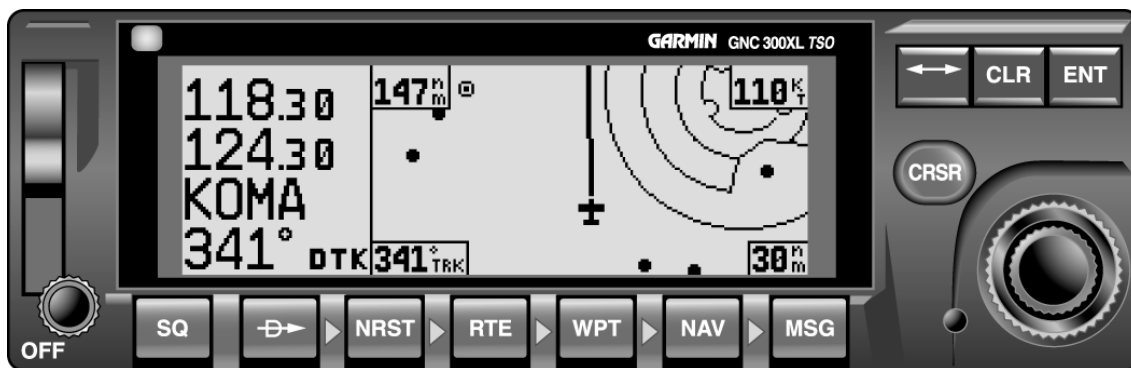 GARMIN GNC 300XL TSO
118.30
124.30
KOMA
341° DTK
147nm
110KT
341°TRK
30nm
CLR
ENT
CRSR
OFF
SQ
D
NRST
RTE
WPT
NAV
MSG